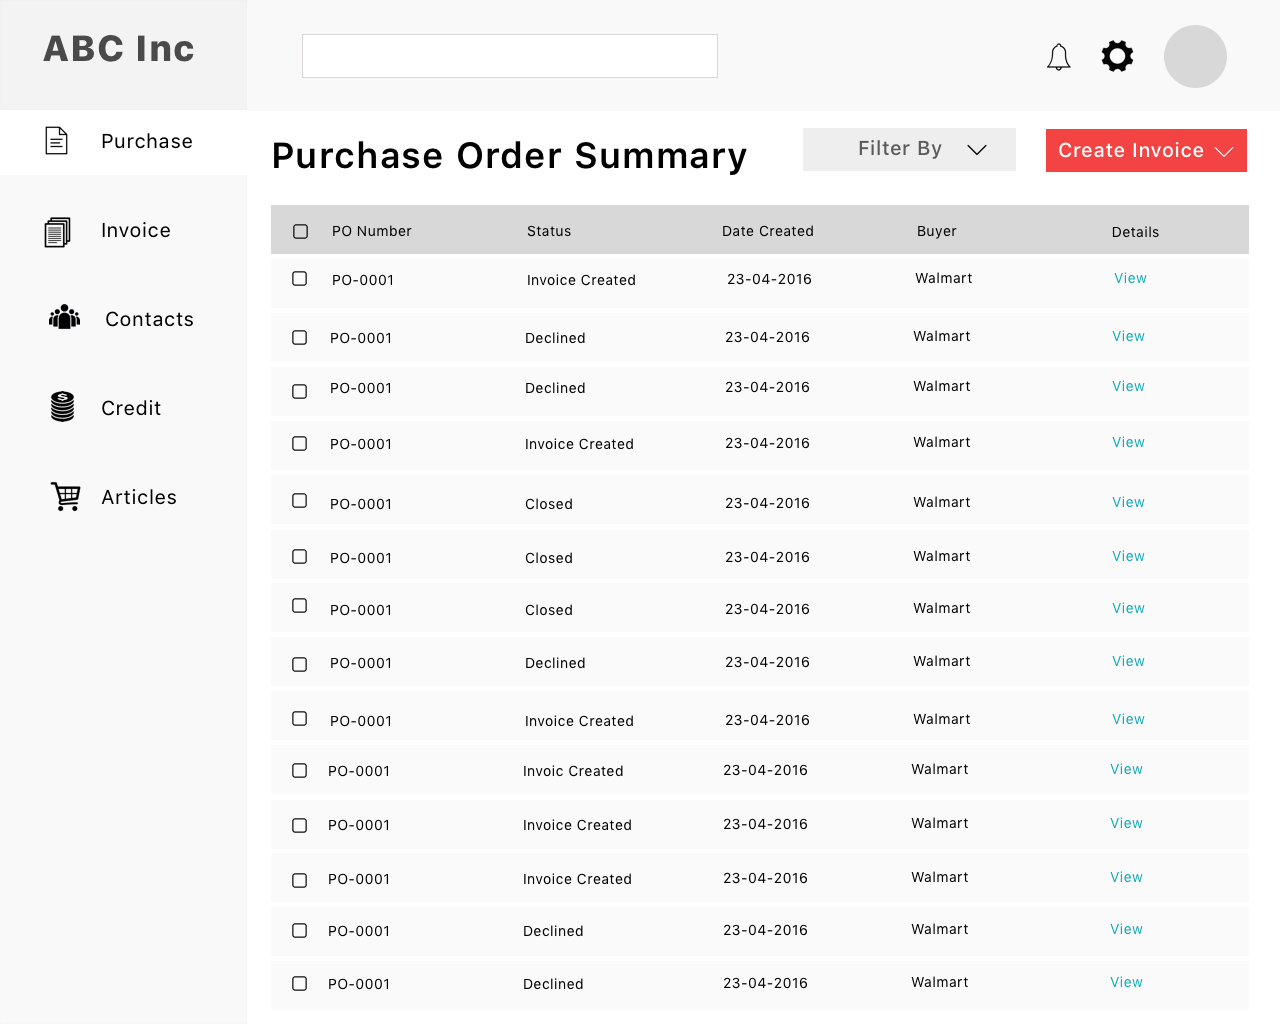 ABC Inc
Purchase
Invoice
Contacts
Credit
Articles
Purchase Order Summary
Filter By
Create Invoice
PO Number Status Date Created Buyer Details
PO-0001 Invoice Created 23-04-2016 Walmart View
PO-0001 Declined 23-04-2016 Walmart View
PO-0001 Declined 23-04-2016 Walmart View
PO-0001 Invoice Created 23-04-2016 Walmart View
PO-0001 Closed 23-04-2016 Walmart View
PO-0001 Closed 23-04-2016 Walmart View
PO-0001 Closed 23-04-2016 Walmart View
PO-0001 Declined 23-04-2016 Walmart View
PO-0001 Invoice Created 23-04-2016 Walmart View
PO-0001 Invoic Created 23-04-2016 Walmart View
PO-0001 Invoice Created 23-04-2016 Walmart View
PO-0001 Invoice Created 23-04-2016 Walmart View
PO-0001 Declined 23-04-2016 Walmart View
PO-0001 Declined 23-04-2016 Walmart View